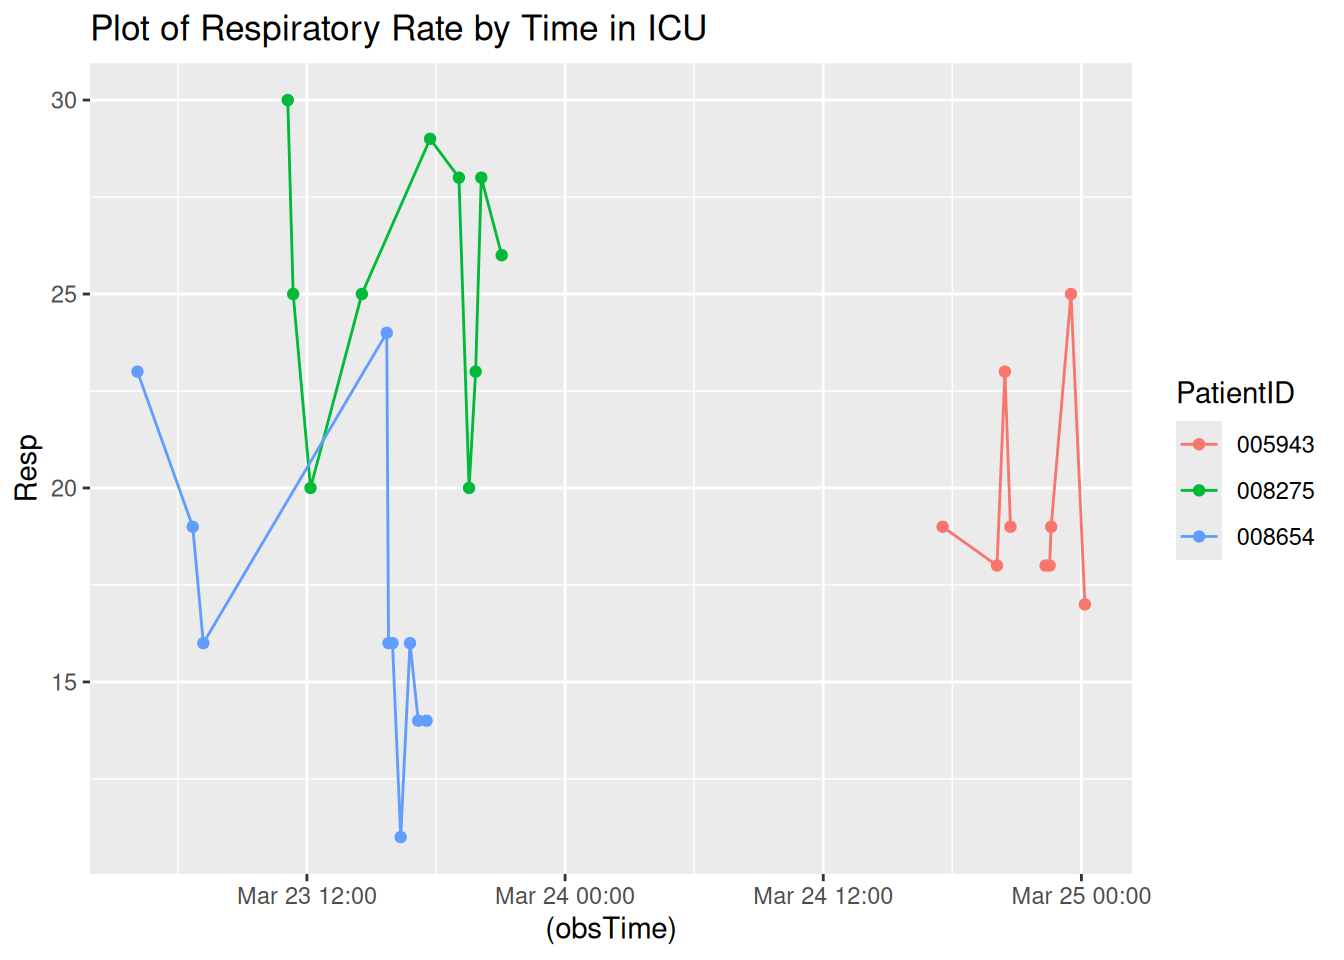 Plot of Respiratory Rate by Time in ICU
30
25
20
15
Resp
Mar 23 12:00
Mar 24 00:00
Mar 24 12:00
Mar 25 00:00
(obsTime)
PatientID
005943
008275
008654